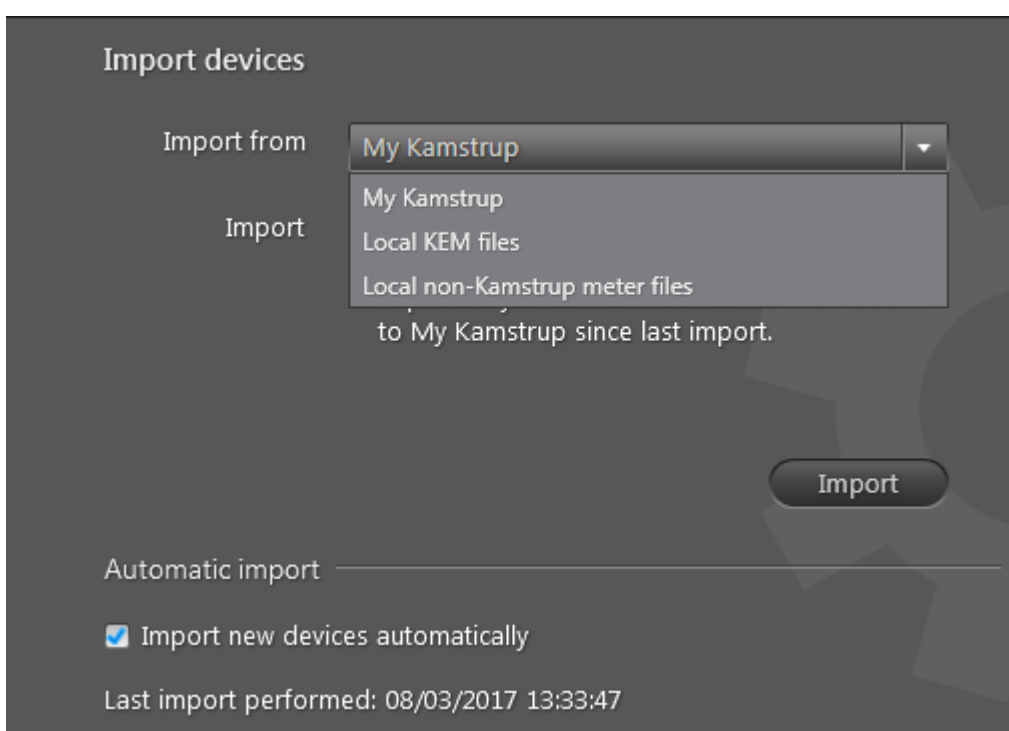 Import devices
Import from
My Kamstrup
My Kamstrup
Import
Local KEM files
Local non-Kamstrup meter files
to My Kamstrup since last import.
Import
Automatic import
Import new devices automatically
Last import performed: 08/03/2017 13:33:47